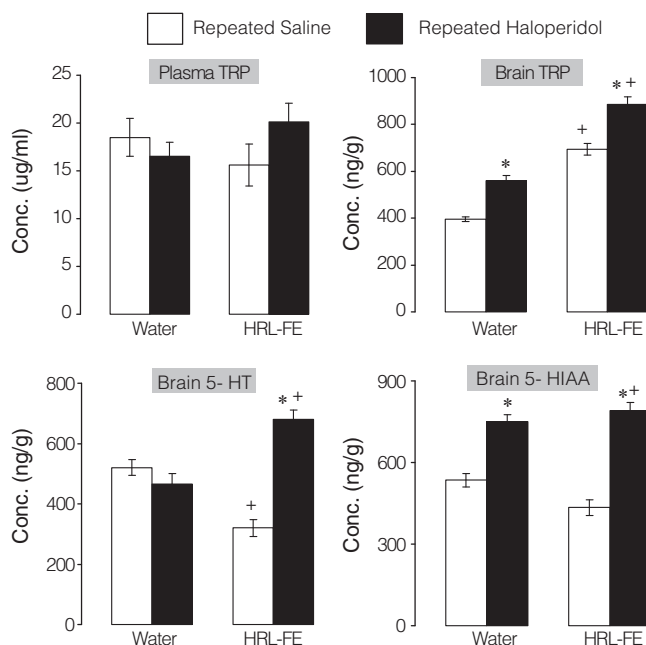 Repeated Saline Repeated Haloperidol
Plasma TRP
Conc. (ug/ml)
25
20
15
10
5
0
Water HRL-FE
Brain TRP
Conc. (ng/g)
1000
800
600
400
200
0
*
+
* +
Water HRL-FE
Brain 5- HT
Conc. (ng/g)
800
600
400
200
0
+
* +
Water HRL-FE
Brain 5- HIAA
Conc. (ng/g)
900
600
300
0
*
*+
Water HRL-FE